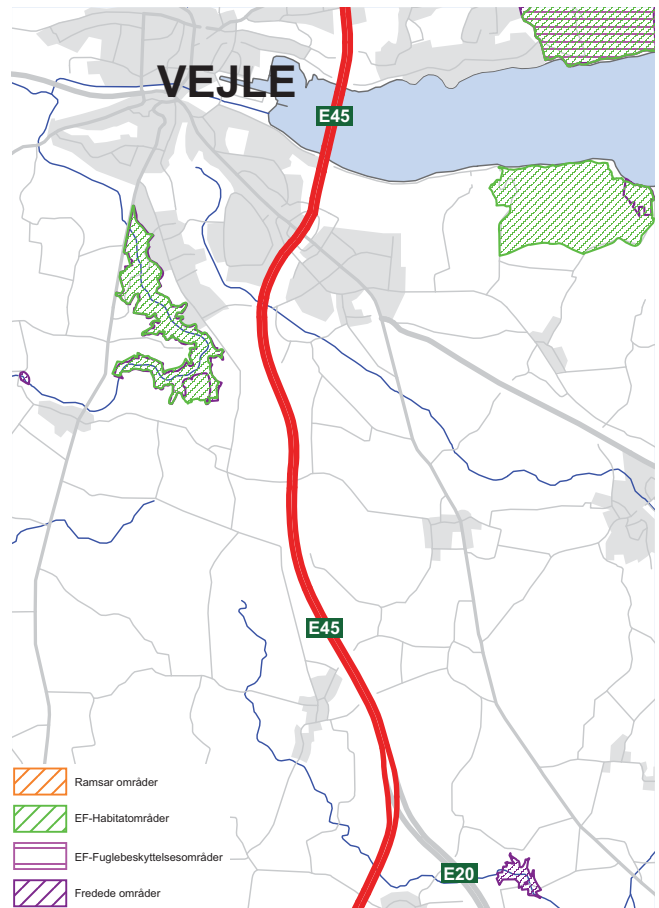 VEJLE
E45
E45
Ramsar områder
EF-Habitatområder
EF-Fuglebeskyttelsesområder
E20
Fredede områder